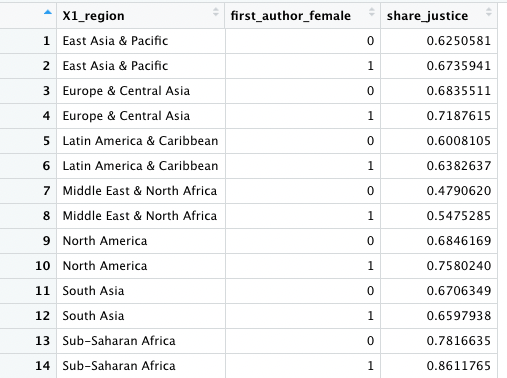 X1_region first_author_female share_justice
1 East Asia & Pacific 0 0.6250581
2 East Asia & Pacific 1 0.6735941
3 Europe & Central Asia 0 0.6835511
4 Europe & Central Asia 1 0.7187615
5 Latin America & Caribbean 0 0.6008105
6 Latin America & Caribbean 1 0.6382637
7 Middle East & North Africa 0 0.4790620
8 Middle East & North Africa 1 0.5475285
9 North America 0 0.6846169
10 North America 1 0.7580240
11 South Asia 0 0.6706349
12 South Asia 1 0.6597938
13 Sub-Saharan Africa 0 0.7816635
14 Sub-Saharan Africa 1 0.8611765